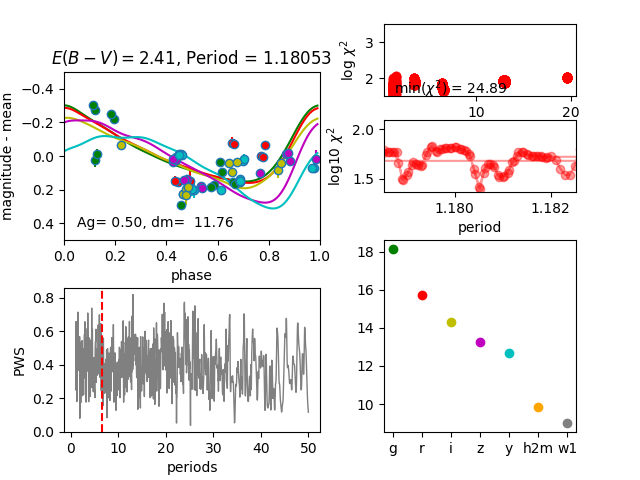 E(B − V) = 2.41, Period = 1.18053
magnitude - mean
−0.4
−0.2
0.0
0.2
0.4
Ag= 0.50, dm=  11.76
0.0 0.2 0.4 0.6 0.8 1.0
phase
log χ²
3
2
min(χ²) = 24.89
10 20
log10 χ²
2.0
1.5
1.180 1.182
period
PWS
0.8
0.6
0.4
0.2
0.0
0 10 20 30 40 50
periods
18
16
14
12
10
g r i z y h2m w1